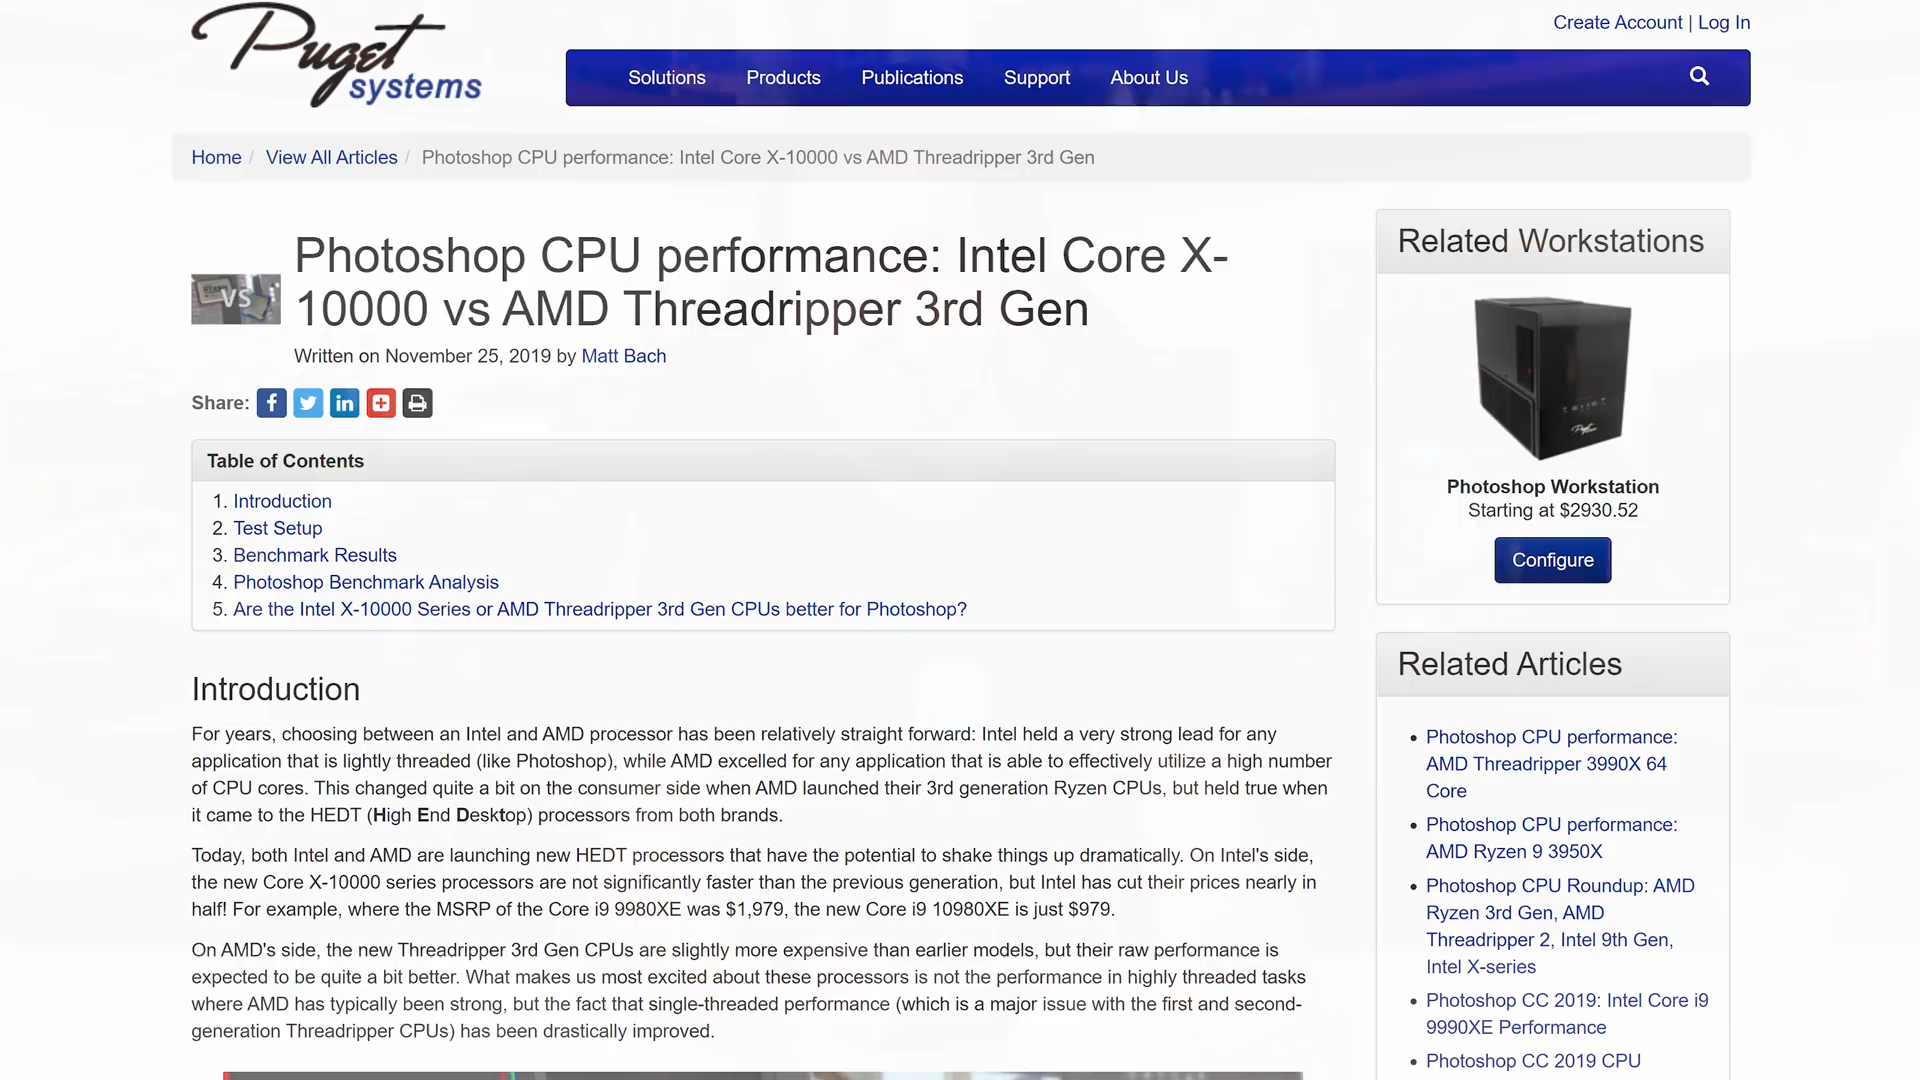 Puget
systems
Create Account | Log In
Solutions Products Publications Support About Us
Home / View All Articles / Photoshop CPU performance: Intel Core X-10000 vs AMD Threadripper 3rd Gen
VS
Photoshop CPU performance: Intel Core X-
10000 vs AMD Threadripper 3rd Gen
Written on November 25, 2019 by Matt Bach
Share:
Table of Contents
1. Introduction
2. Test Setup
3. Benchmark Results
4. Photoshop Benchmark Analysis
5. Are the Intel X-10000 Series or AMD Threadripper 3rd Gen CPUs better for Photoshop?
Introduction
For years, choosing between an Intel and AMD processor has been relatively straight forward: Intel held a very strong lead for any
application that is lightly threaded (like Photoshop), while AMD excelled for any application that is able to effectively utilize a high number
of CPU cores. This changed quite a bit on the consumer side when AMD launched their 3rd generation Ryzen CPUs, but held true when
it came to the HEDT (High End Desktop) processors from both brands.
Today, both Intel and AMD are launching new HEDT processors that have the potential to shake things up dramatically. On Intel's side,
the new Core X-10000 series processors are not significantly faster than the previous generation, but Intel has cut their prices nearly in
half! For example, where the MSRP of the Core i9 9980XE was $1,979, the new Core i9 10980XE is just $979.
On AMD's side, the new Threadripper 3rd Gen CPUs are slightly more expensive than earlier models, but their raw performance is
expected to be quite a bit better. What makes us most excited about these processors is not the performance in highly threaded tasks
where AMD has typically been strong, but the fact that single-threaded performance (which is a major issue with the first and second-
generation Threadripper CPUs) has been drastically improved.
Related Workstations
Photoshop Workstation
Starting at $2930.52
Configure
Related Articles
Photoshop CPU performance:
AMD Threadripper 3990X 64
Core
Photoshop CPU performance:
AMD Ryzen 9 3950X
Photoshop CPU Roundup: AMD
Ryzen 3rd Gen, AMD
Threadripper 2, Intel 9th Gen,
Intel X-series
Photoshop CC 2019: Intel Core i9
9990XE Performance
Photoshop CC 2019 CPU